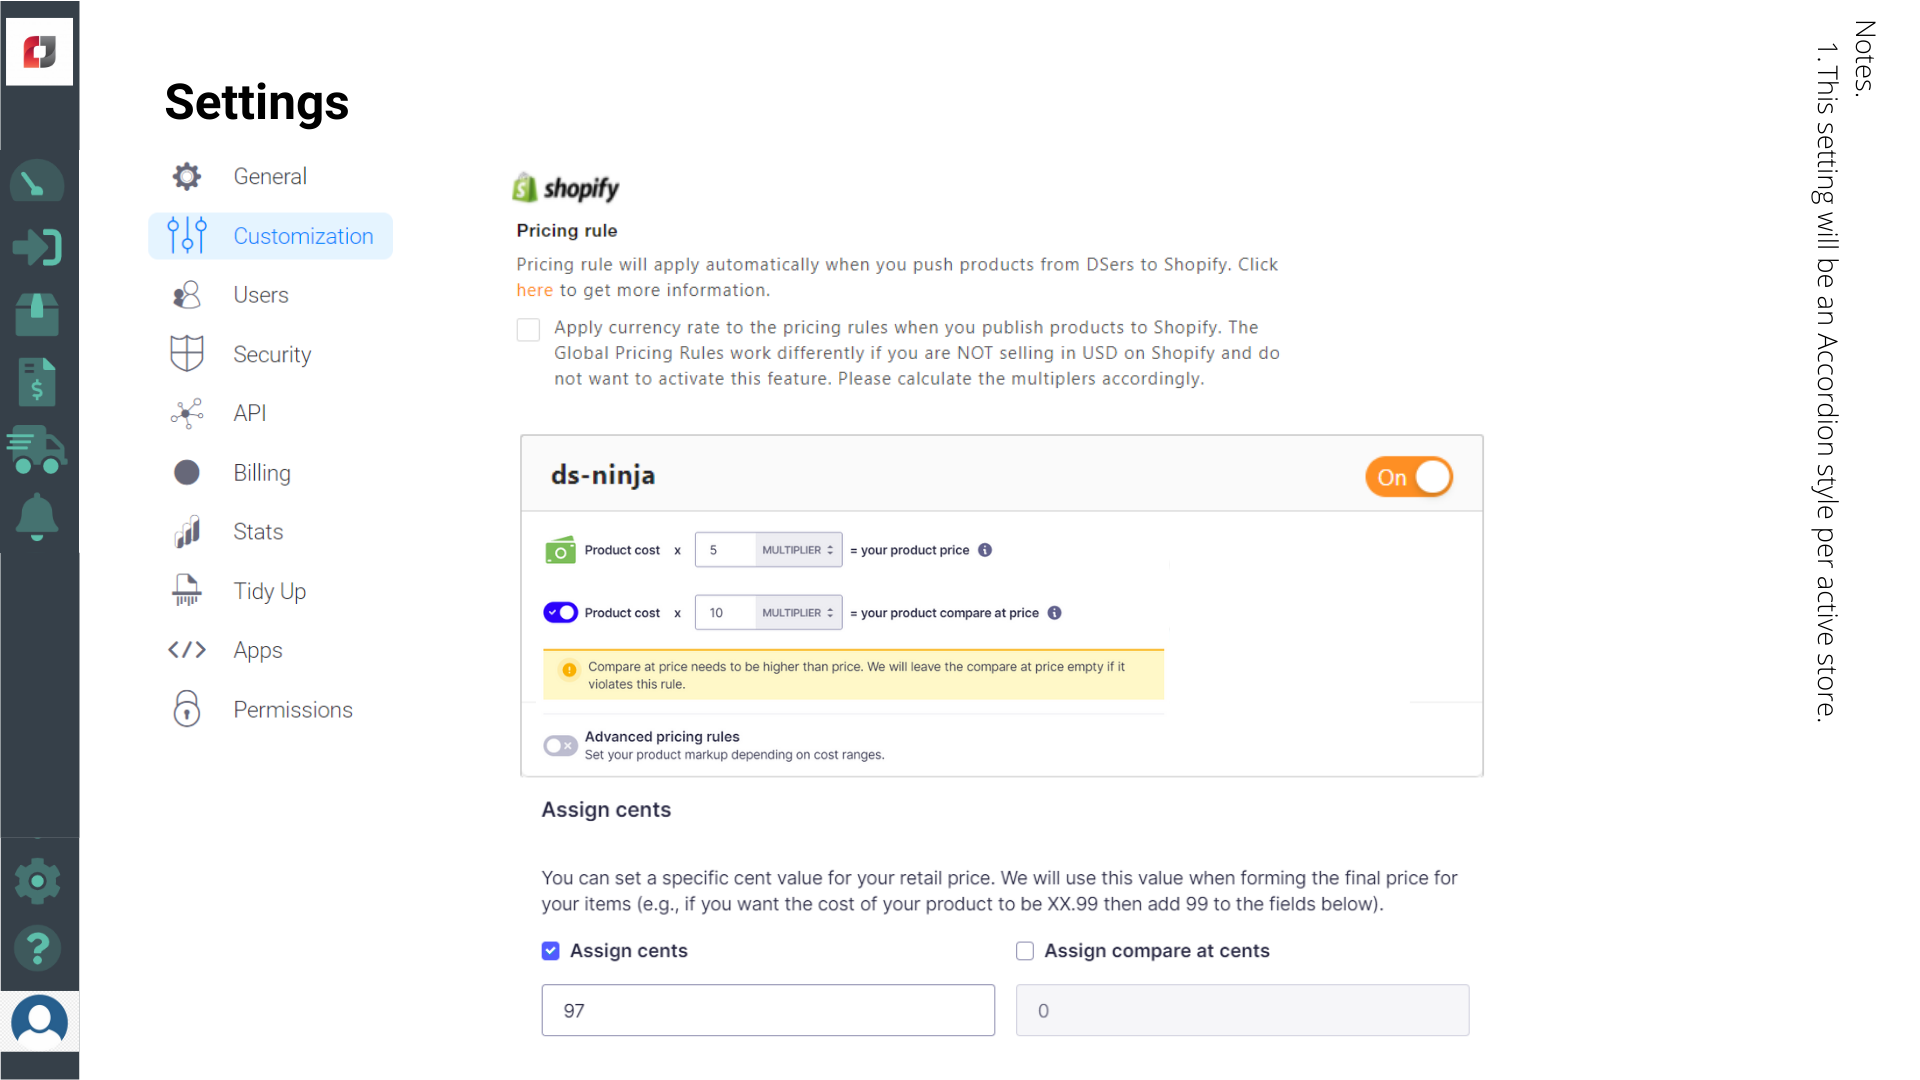 Settings
General
Customization
Users
Security
API
Billing
Stats
Tidy Up
Apps
Permissions
shopify
Pricing rule
Pricing rule will apply automatically when you push products from DSers to Shopify. Click
here to get more information.
Apply currency rate to the pricing rules when you publish products to Shopify. The
Global Pricing Rules work differently if you are NOT selling in USD on Shopify and do
not want to activate this feature. Please calculate the multiplers accordingly.
ds-ninja
On
Product cost x 5 MULTIPLIER = your product price
Product cost x 10 MULTIPLIER = your product compare at price
Compare at price needs to be higher than price. We will leave the compare at price empty if it
violates this rule.
Advanced pricing rules
Set your product markup depending on cost ranges.
Assign cents
You can set a specific cent value for your retail price. We will use this value when forming the final price for
your items (e.g., if you want the cost of your product to be XX.99 then add 99 to the fields below).
Assign cents
Assign compare at cents
97
0
Notes.
1. This setting will be an Accordion style per active store.